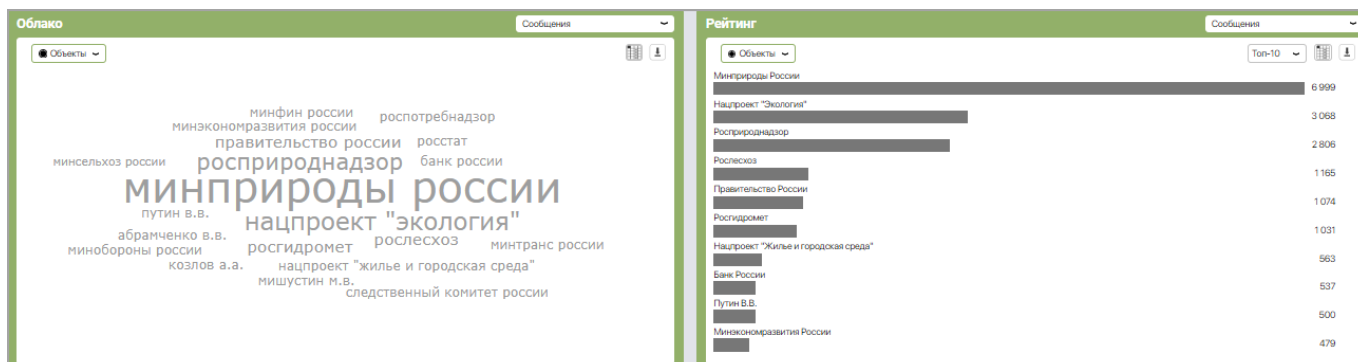 Облако
Сообщения
Объекты
минфин россии
роспотребнадзор
минэкономразвития россии
правительство россии
росстат
минсельхоз россии
росприроднадзор
банк россии
минприроды россии
путин в.в.
нацпроект "экология"
абрамченко в.в.
рослесхоз
минобороны россии
росгидромет
минтранс россии
козлов а.а.
нацпроект "жилье и городская среда"
мишустин м.в.
следственный комитет россии
Рейтинг
Сообщения
Объекты
Топ-10
Минприроды России
6 999
Нацпроект "Экология"
3 068
Росприроднадзор
2 806
Рослесхоз
1 165
Правительство России
1 074
Росгидромет
1 031
Нацпроект "Жилье и городская среда"
563
Банк России
537
Путин В.В.
500
Минэкономразвития России
479